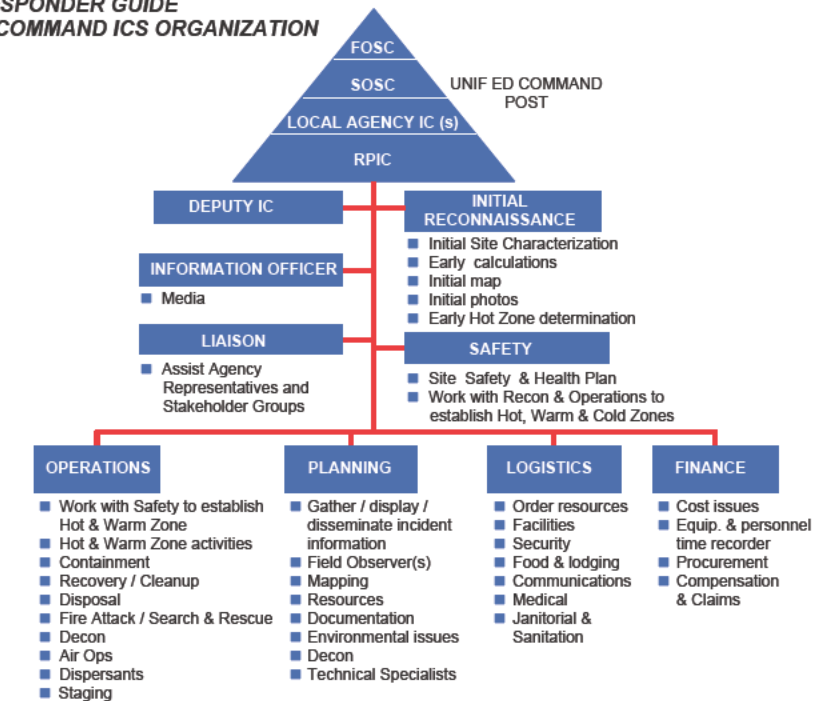 SPONDER GUIDE
COMMAND ICS ORGANIZATION
FOSC
SOSC
LOCAL AGENCY IC (s)
RPIC
UNIF ED COMMAND
POST
DEPUTY IC
INITIAL
RECONNAISSANCE
Initial Site Characterization
Early calculations
Initial map
Initial photos
Early Hot Zone determination
INFORMATION OFFICER
Media
LIAISON
Assist Agency
Representatives and
Stakeholder Groups
SAFETY
Site Safety & Health Plan
Work with Recon & Operations to
establish Hot, Warm & Cold Zones
OPERATIONS
Work with Safety to establish
Hot & Warm Zone
Hot & Warm Zone activities
Containment
Recovery / Cleanup
Disposal
Fire Attack / Search & Rescue
Decon
Air Ops
Dispersants
Staging
PLANNING
Gather / display /
disseminate incident
information
Field Observer(s)
Mapping
Resources
Documentation
Environmental issues
Decon
Technical Specialists
LOGISTICS
Order resources
Facilities
Security
Food & lodging
Communications
Medical
Janitorial &
Sanitation
FINANCE
Cost issues
Equip. & personnel
time recorder
Procurement
Compensation
& Claims